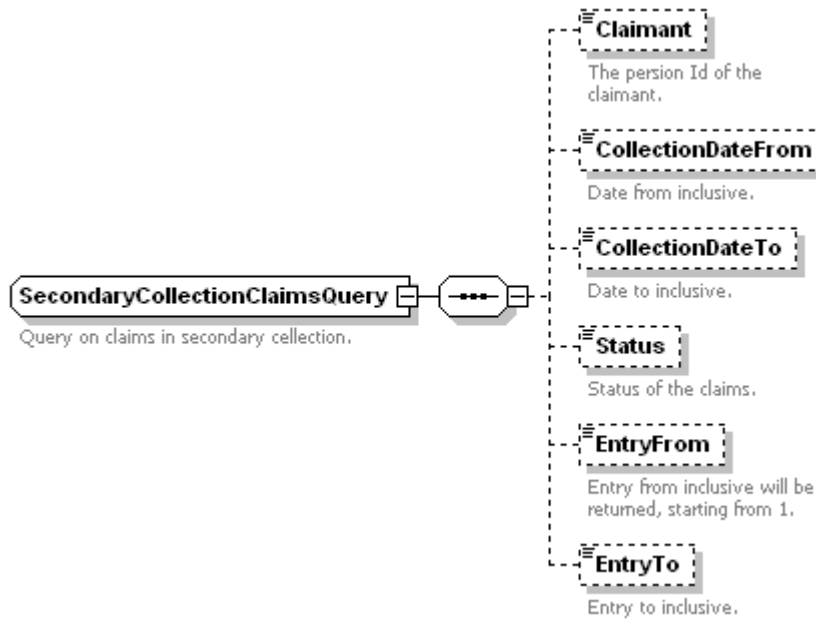 Claimant
The persion Id of the
claimant.
CollectionDateFrom
Date from inclusive.
CollectionDateTo
Date to inclusive.
SecondaryCollectionClaimsQuery
Query on claims in secondary cellection.
Status
Status of the claims.
EntryFrom
Entry from inclusive will be
returned, starting from 1.
EntryTo
Entry to inclusive.